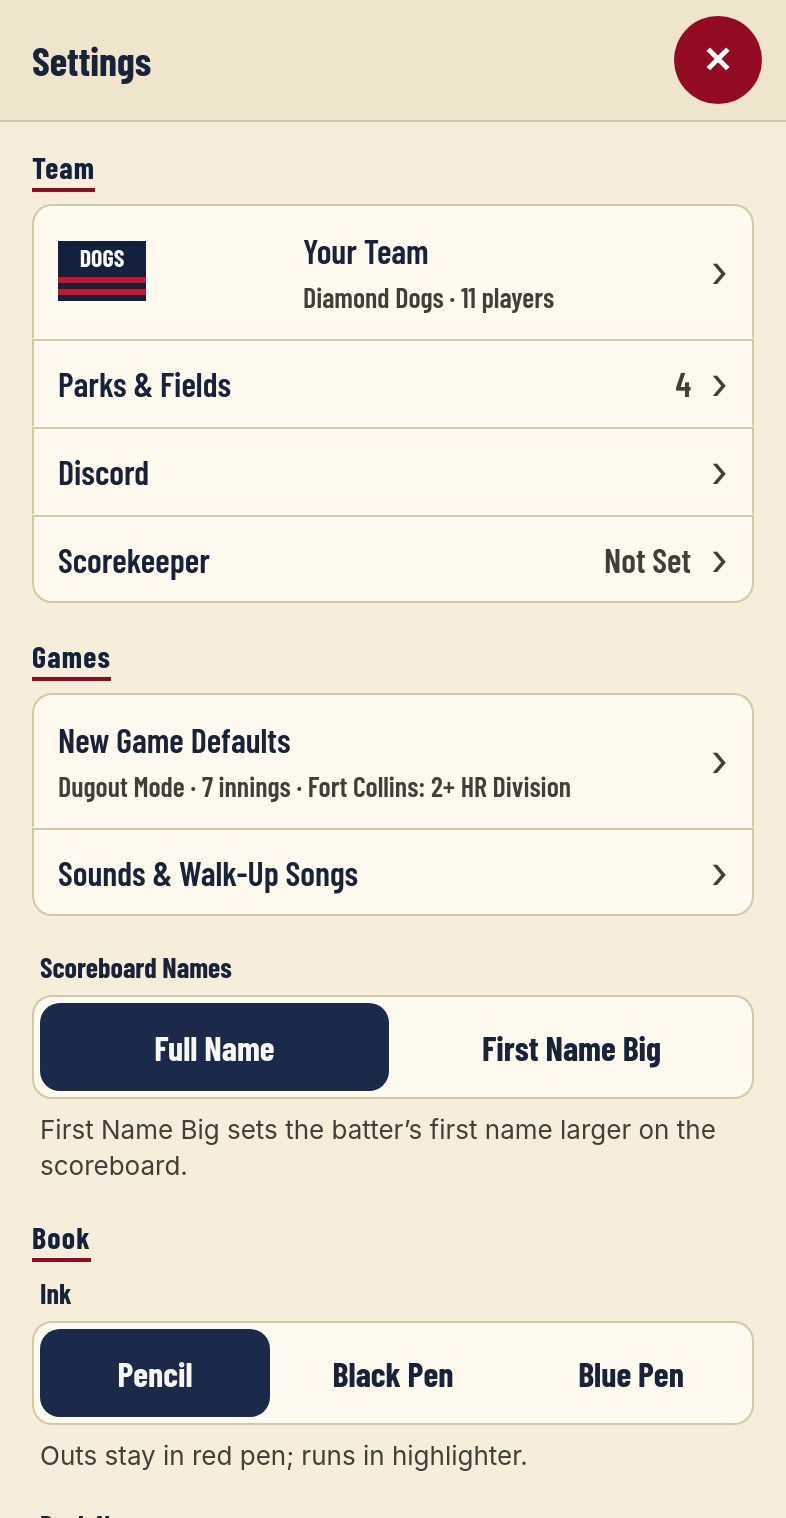 Settings
Team
DOGS
Your Team
Diamond Dogs · 11 players
Parks & Fields 4
Discord
Scorekeeper Not Set
Games
New Game Defaults
Dugout Mode · 7 innings · Fort Collins: 2+ HR Division
Sounds & Walk-Up Songs
Scoreboard Names
Full Name First Name Big
First Name Big sets the batter’s first name larger on the
scoreboard.
Book
Ink
Pencil Black Pen Blue Pen
Outs stay in red pen; runs in highlighter.